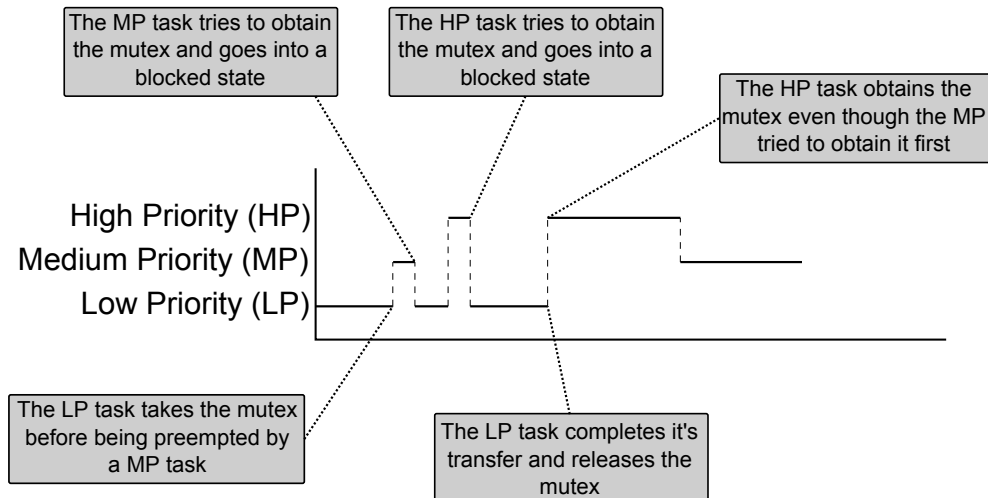 The MP task tries to obtain
the mutex and goes into a
blocked state
The HP task tries to obtain
the mutex and goes into a
blocked state
The HP task obtains the
mutex even though the MP
tried to obtain it first
High Priority (HP)
Medium Priority (MP)
Low Priority (LP)
The LP task takes the mutex
before being preempted by
a MP task
The LP task completes it's
transfer and releases the
mutex